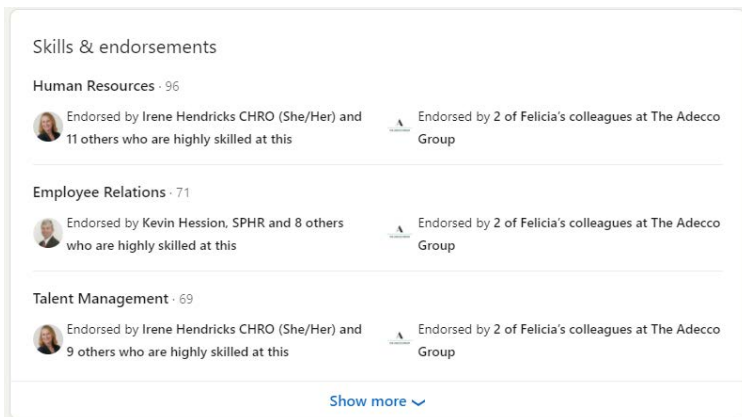 Skills & endorsements
Human Resources · 96
Endorsed by Irene Hendricks CHRO (She/Her) and
11 others who are highly skilled at this
Endorsed by 2 of Felicia's colleagues at The Adecco
Group
Employee Relations · 71
Endorsed by Kevin Hession, SPHR and 8 others
who are highly skilled at this
Endorsed by 2 of Felicia's colleagues at The Adecco
Group
Talent Management · 69
Endorsed by Irene Hendricks CHRO (She/Her) and
9 others who are highly skilled at this
Endorsed by 2 of Felicia's colleagues at The Adecco
Group
Show more